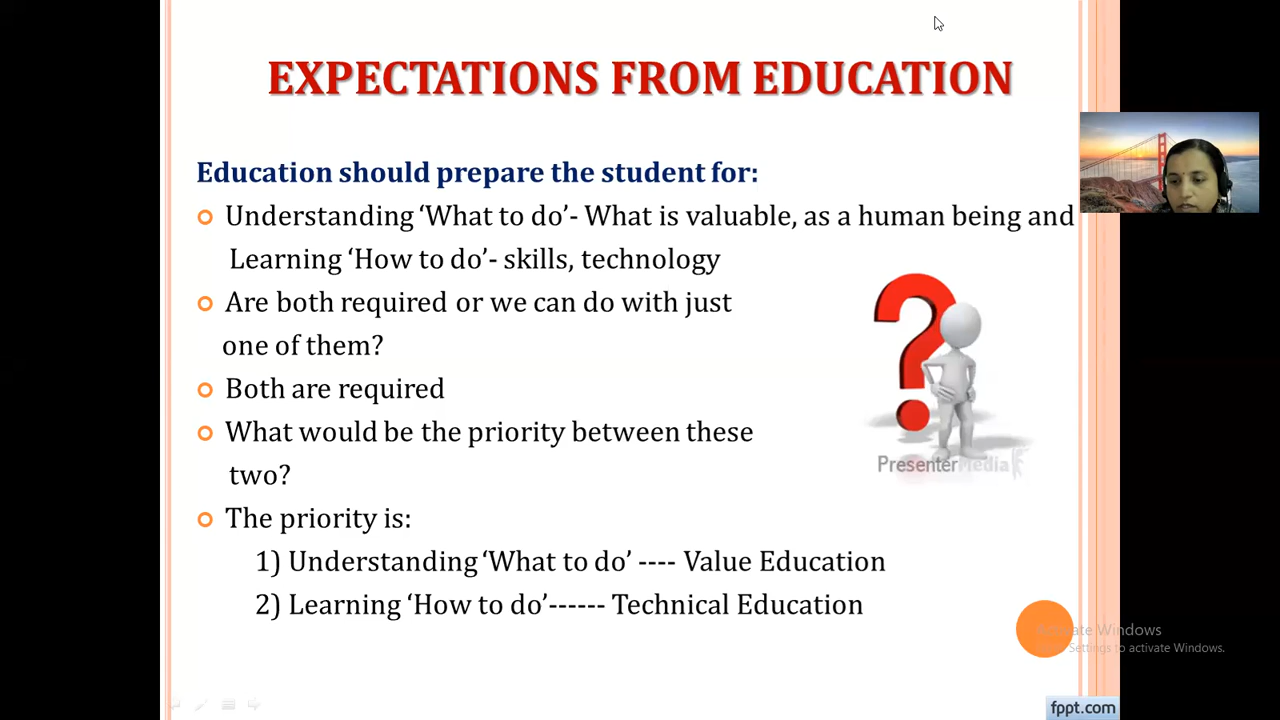 EXPECTATIONS FROM EDUCATION
Education should prepare the student for:
Understanding ‘What to do’- What is valuable, as a human being and
Learning ‘How to do’- skills, technology
Are both required or we can do with just
one of them?
Both are required
What would be the priority between these
two?
The priority is:
1) Understanding ‘What to do’ ---- Value Education
2) Learning ‘How to do’------ Technical Education
PresenterMedia
Activate Windows
Settings to activate Windows.
fppt.com